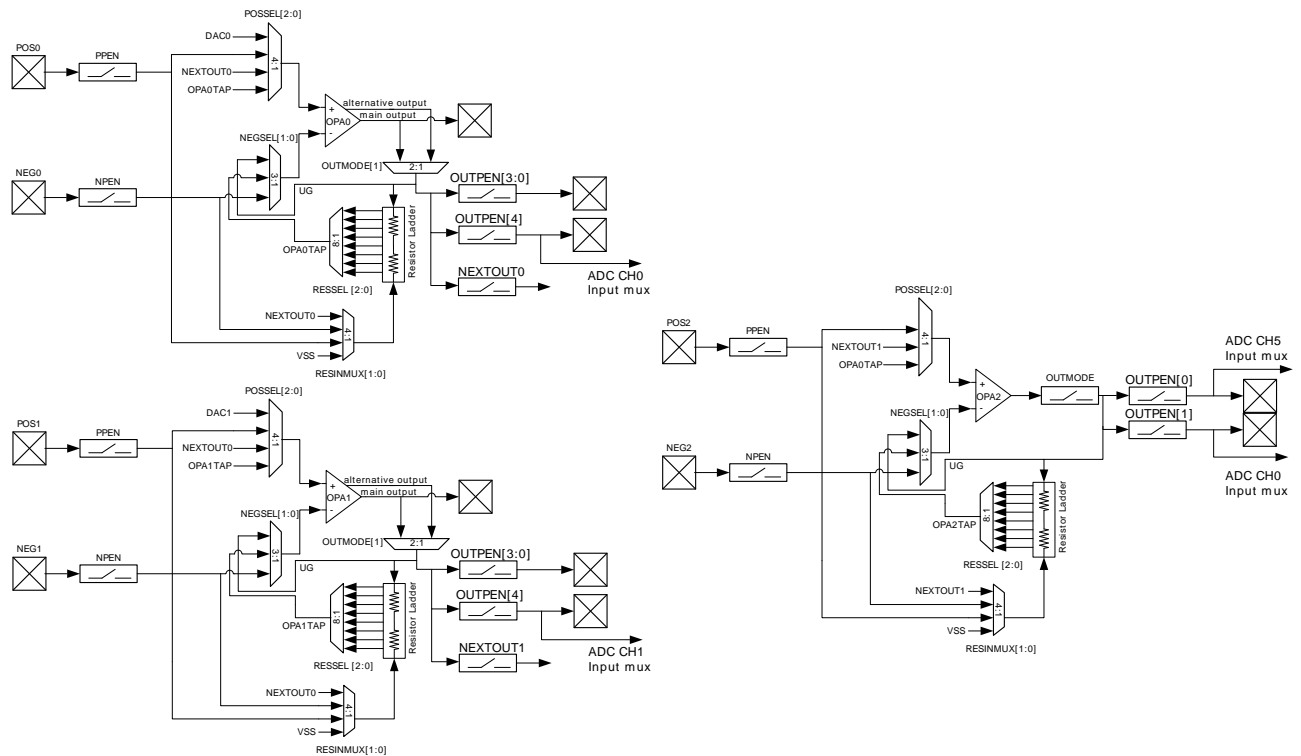 POSSEL[2:0]
DAC0
POS0
PPEN
4:1
NEXTOUT0
OPA0TAP
+
OPA0
-
alternative output
main output
NEGSEL[1:0]
OUTMODE[1]
2:1
NEG0
NPEN
3:1
UG
OUTPEN[3:0]
OUTPEN[4]
8:1
OPA0TAP
Resistor Ladder
RESSEL [2:0]
NEXTOUT0
ADC CH0
Input mux
NEXTOUT0
4:1
VSS
RESINMUX[1:0]
POSSEL[2:0]
DAC1
POS1
PPEN
4:1
NEXTOUT0
OPA1TAP
+
OPA1
-
alternative output
main output
NEGSEL[1:0]
OUTMODE[1]
2:1
NEG1
NPEN
3:1
UG
OUTPEN[3:0]
OUTPEN[4]
8:1
OPA1TAP
Resistor Ladder
RESSEL [2:0]
NEXTOUT1
ADC CH1
Input mux
NEXTOUT0
4:1
VSS
RESINMUX[1:0]
POSSEL[2:0]
POS2
PPEN
4:1
NEXTOUT1
OPA0TAP
+
OPA2
-
OUTMODE
OUTPEN[0]
ADC CH5
Input mux
OUTPEN[1]
NEGSEL[1:0]
NEG2
NPEN
3:1
UG
ADC CH0
Input mux
8:1
OPA2TAP
Resistor Ladder
RESSEL [2:0]
NEXTOUT1
4:1
VSS
RESINMUX[1:0]